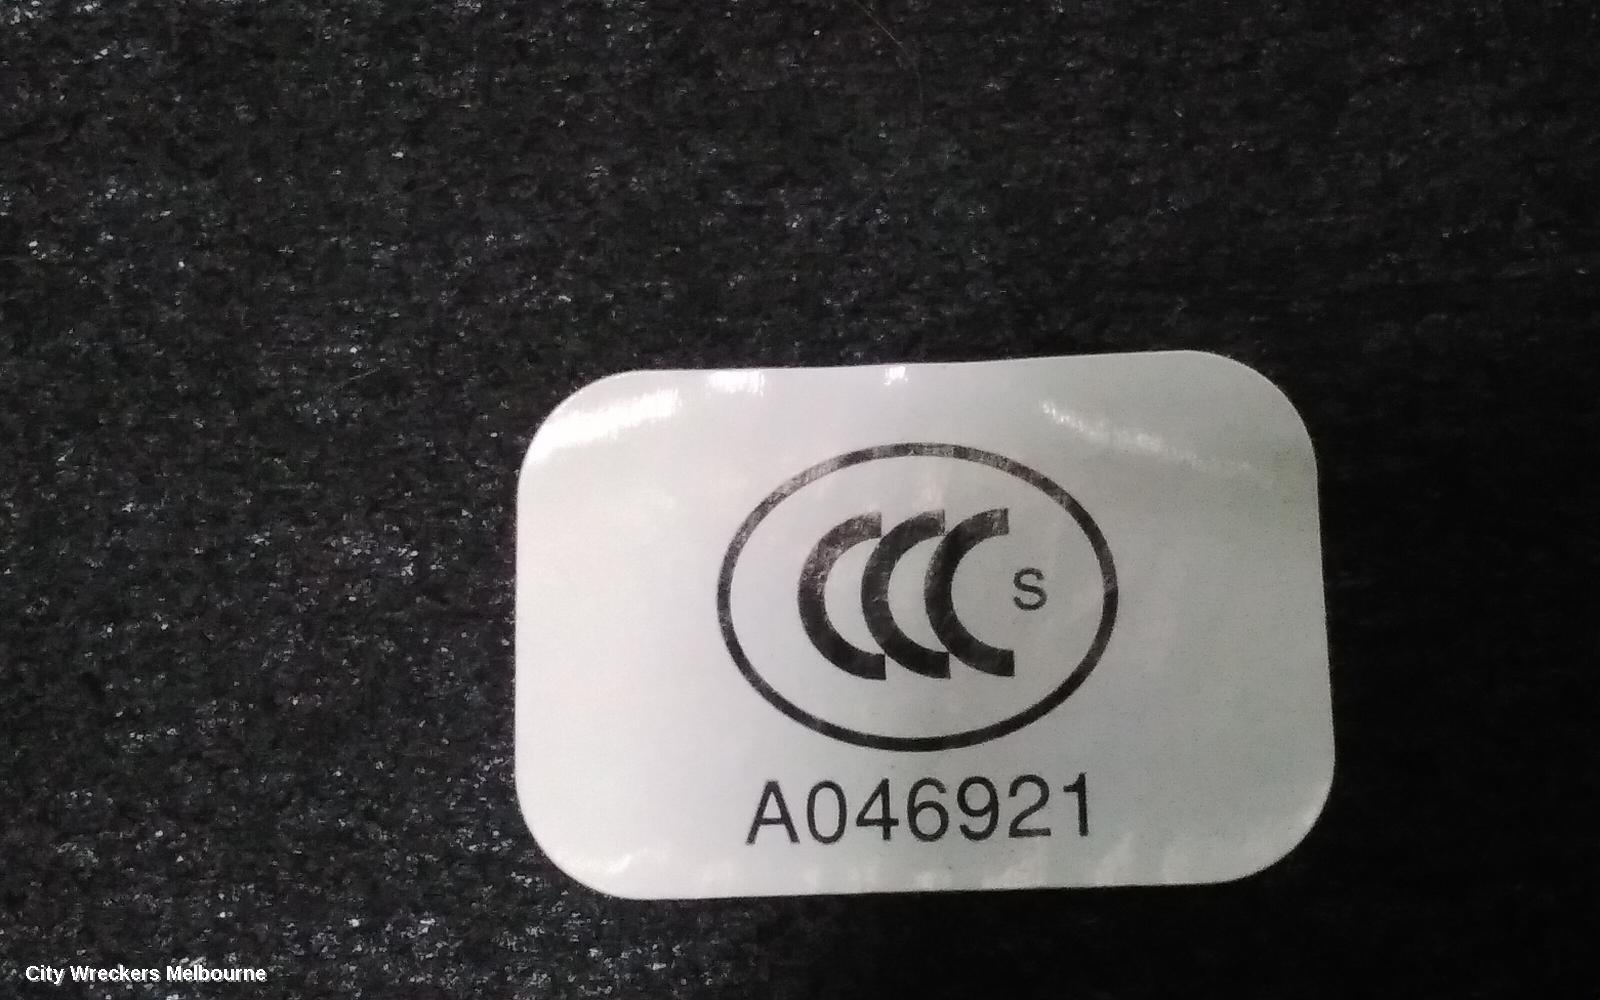 CCC S
A046921
City Wreckers Melbourne